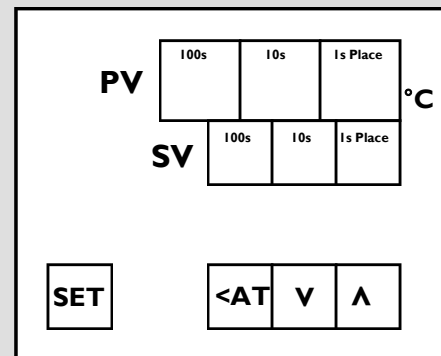 PV 100s 10s 1s Place °C
SV 100s 10s 1s Place
SET <AT V Λ